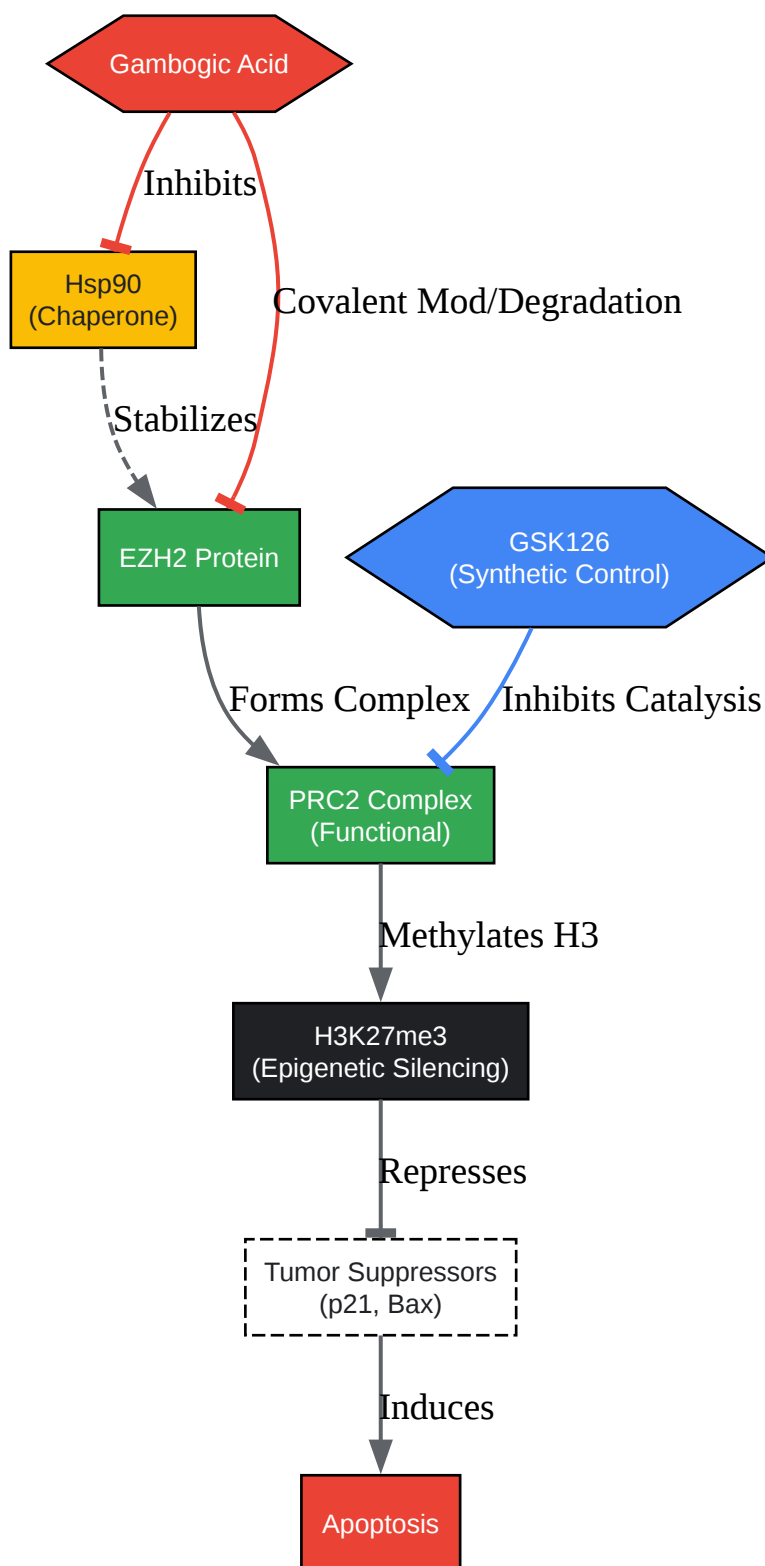 Gambogic Acid
Inhibits
Hsp90
(Chaperone)
Covalent Mod/Degradation
Stabilizes
EZH2 Protein
GSK126
(Synthetic Control)
Forms Complex
Inhibits Catalysis
PRC2 Complex
(Functional)
Methylates H3
H3K27me3
(Epigenetic Silencing)
Represses
Tumor Suppressors
(p21, Bax)
Induces
Apoptosis